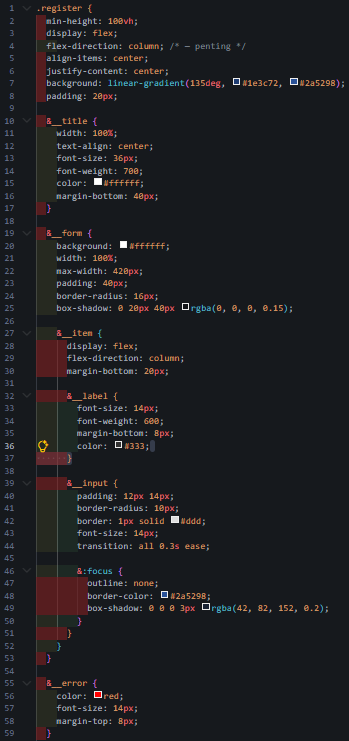 1 .register {
2 min-height: 100vh;
3 display: flex;
4 flex-direction: column; /* — penting */
5 align-items: center;
6 justify-content: center;
7 background: linear-gradient(135deg, #1e3c72, #2a5298);
8 padding: 20px;
9
10 &__title {
11 width: 100%;
12 text-align: center;
13 font-size: 36px;
14 font-weight: 700;
15 color: #ffffff;
16 margin-bottom: 40px;
17 }
18
19 &__form {
20 background: #ffffff;
21 width: 100%;
22 max-width: 420px;
23 padding: 40px;
24 border-radius: 16px;
25 box-shadow: 0 20px 40px rgba(0, 0, 0, 0.15);
26
27 &__item {
28 display: flex;
29 flex-direction: column;
30 margin-bottom: 20px;
31
32 &__label {
33 font-size: 14px;
34 font-weight: 600;
35 margin-bottom: 8px;
36 color: #333;
37 }
38
39 &__input {
40 padding: 12px 14px;
41 border-radius: 10px;
42 border: 1px solid #ddd;
43 font-size: 14px;
44 transition: all 0.3s ease;
45
46 &:focus {
47 outline: none;
48 border-color: #2a5298;
49 box-shadow: 0 0 0 3px rgba(42, 82, 152, 0.2);
50 }
51 }
52 }
53 }
54
55 &__error {
56 color: red;
57 font-size: 14px;
58 margin-top: 8px;
59 }